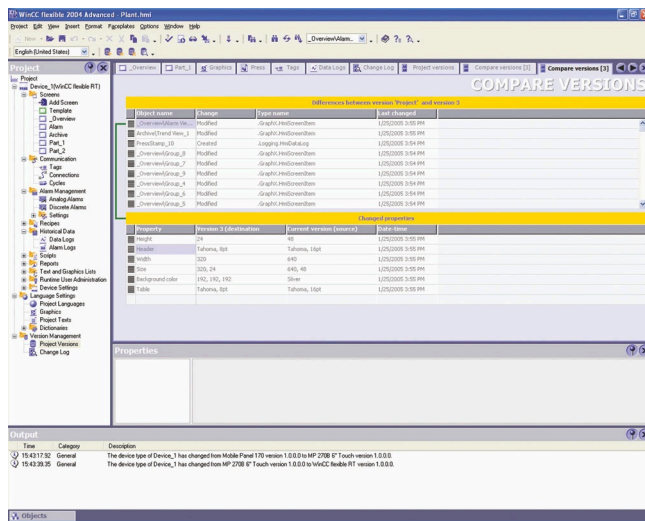 WinCC flexible 2004 Advanced - Plant.hmi
Project Edit View Insert Format Faceplates Options Window Help
New
_Overview\Alarm_
English (United States)
Project
_Overview Part_1 Graphics Press Tags Data Logs Change Log Project versions Compare versions [3] Compare versions [3]
COMPARE VERSIONS
Project
Device_1(WinCC flexible RT)
Screens
Add Screen
Template
_Overview
Alarm
Archive
Part_1
Part_2
Communication
Tags
Connections
Cycles
Alarm Management
Analog Alarms
Discrete Alarms
Settings
Recipes
Historical Data
Data Logs
Alarm Logs
Scripts
Reports
Text and Graphics Lists
Runtime User Administration
Device Settings
Language Settings
Project Languages
Graphics
Project Texts
Dictionaries
Version Management
Project Versions
Change Log
Differences between version 'Project' and version 3
Object name Change Type name Last changed
_Overview\Alarm He... Modified .GraphX.HmiScreenItem 1/25/2005 3:55 PM
Archive\Trend View_1 Modified .GraphX.HmiScreenItem 1/25/2005 3:55 PM
PressStamp_10 Created .Logging.HmiDataLog 1/25/2005 3:55 PM
_Overview\Group_8 Modified .GraphX.HmiScreenItem 1/25/2005 3:54 PM
_Overview\Group_7 Modified .GraphX.HmiScreenItem 1/25/2005 3:54 PM
_Overview\Group_9 Modified .GraphX.HmiScreenItem 1/25/2005 3:54 PM
_Overview\Group_4 Modified .GraphX.HmiScreenItem 1/25/2005 3:54 PM
_Overview\Group_6 Modified .GraphX.HmiScreenItem 1/25/2005 3:54 PM
_Overview\Group_5 Modified .GraphX.HmiScreenItem 1/25/2005 3:54 PM
Changed properties
Property Version 3 (destination Current version (source) Date-time
Height 24 48 1/25/2005 3:55 PM
Header Tahoma, 8pt Tahoma, 16pt 1/25/2005 3:55 PM
Width 320 640 1/25/2005 3:55 PM
Size 320, 24 640, 48 1/25/2005 3:55 PM
Background color 192, 192, 192 Silver 1/25/2005 3:55 PM
Table Tahoma, 8pt Tahoma, 16pt 1/25/2005 3:55 PM
Properties
Output
Time Category Description
15:43:17.92 General The device type of Device_1 has changed from Mobile Panel 170 version 1.0.0.0 to MP 270B 6" Touch version 1.0.0.0.
15:43:39.35 General The device type of Device_1 has changed from MP 270B 6" Touch version 1.0.0.0 to WinCC flexible RT version 1.0.0.0.
Objects